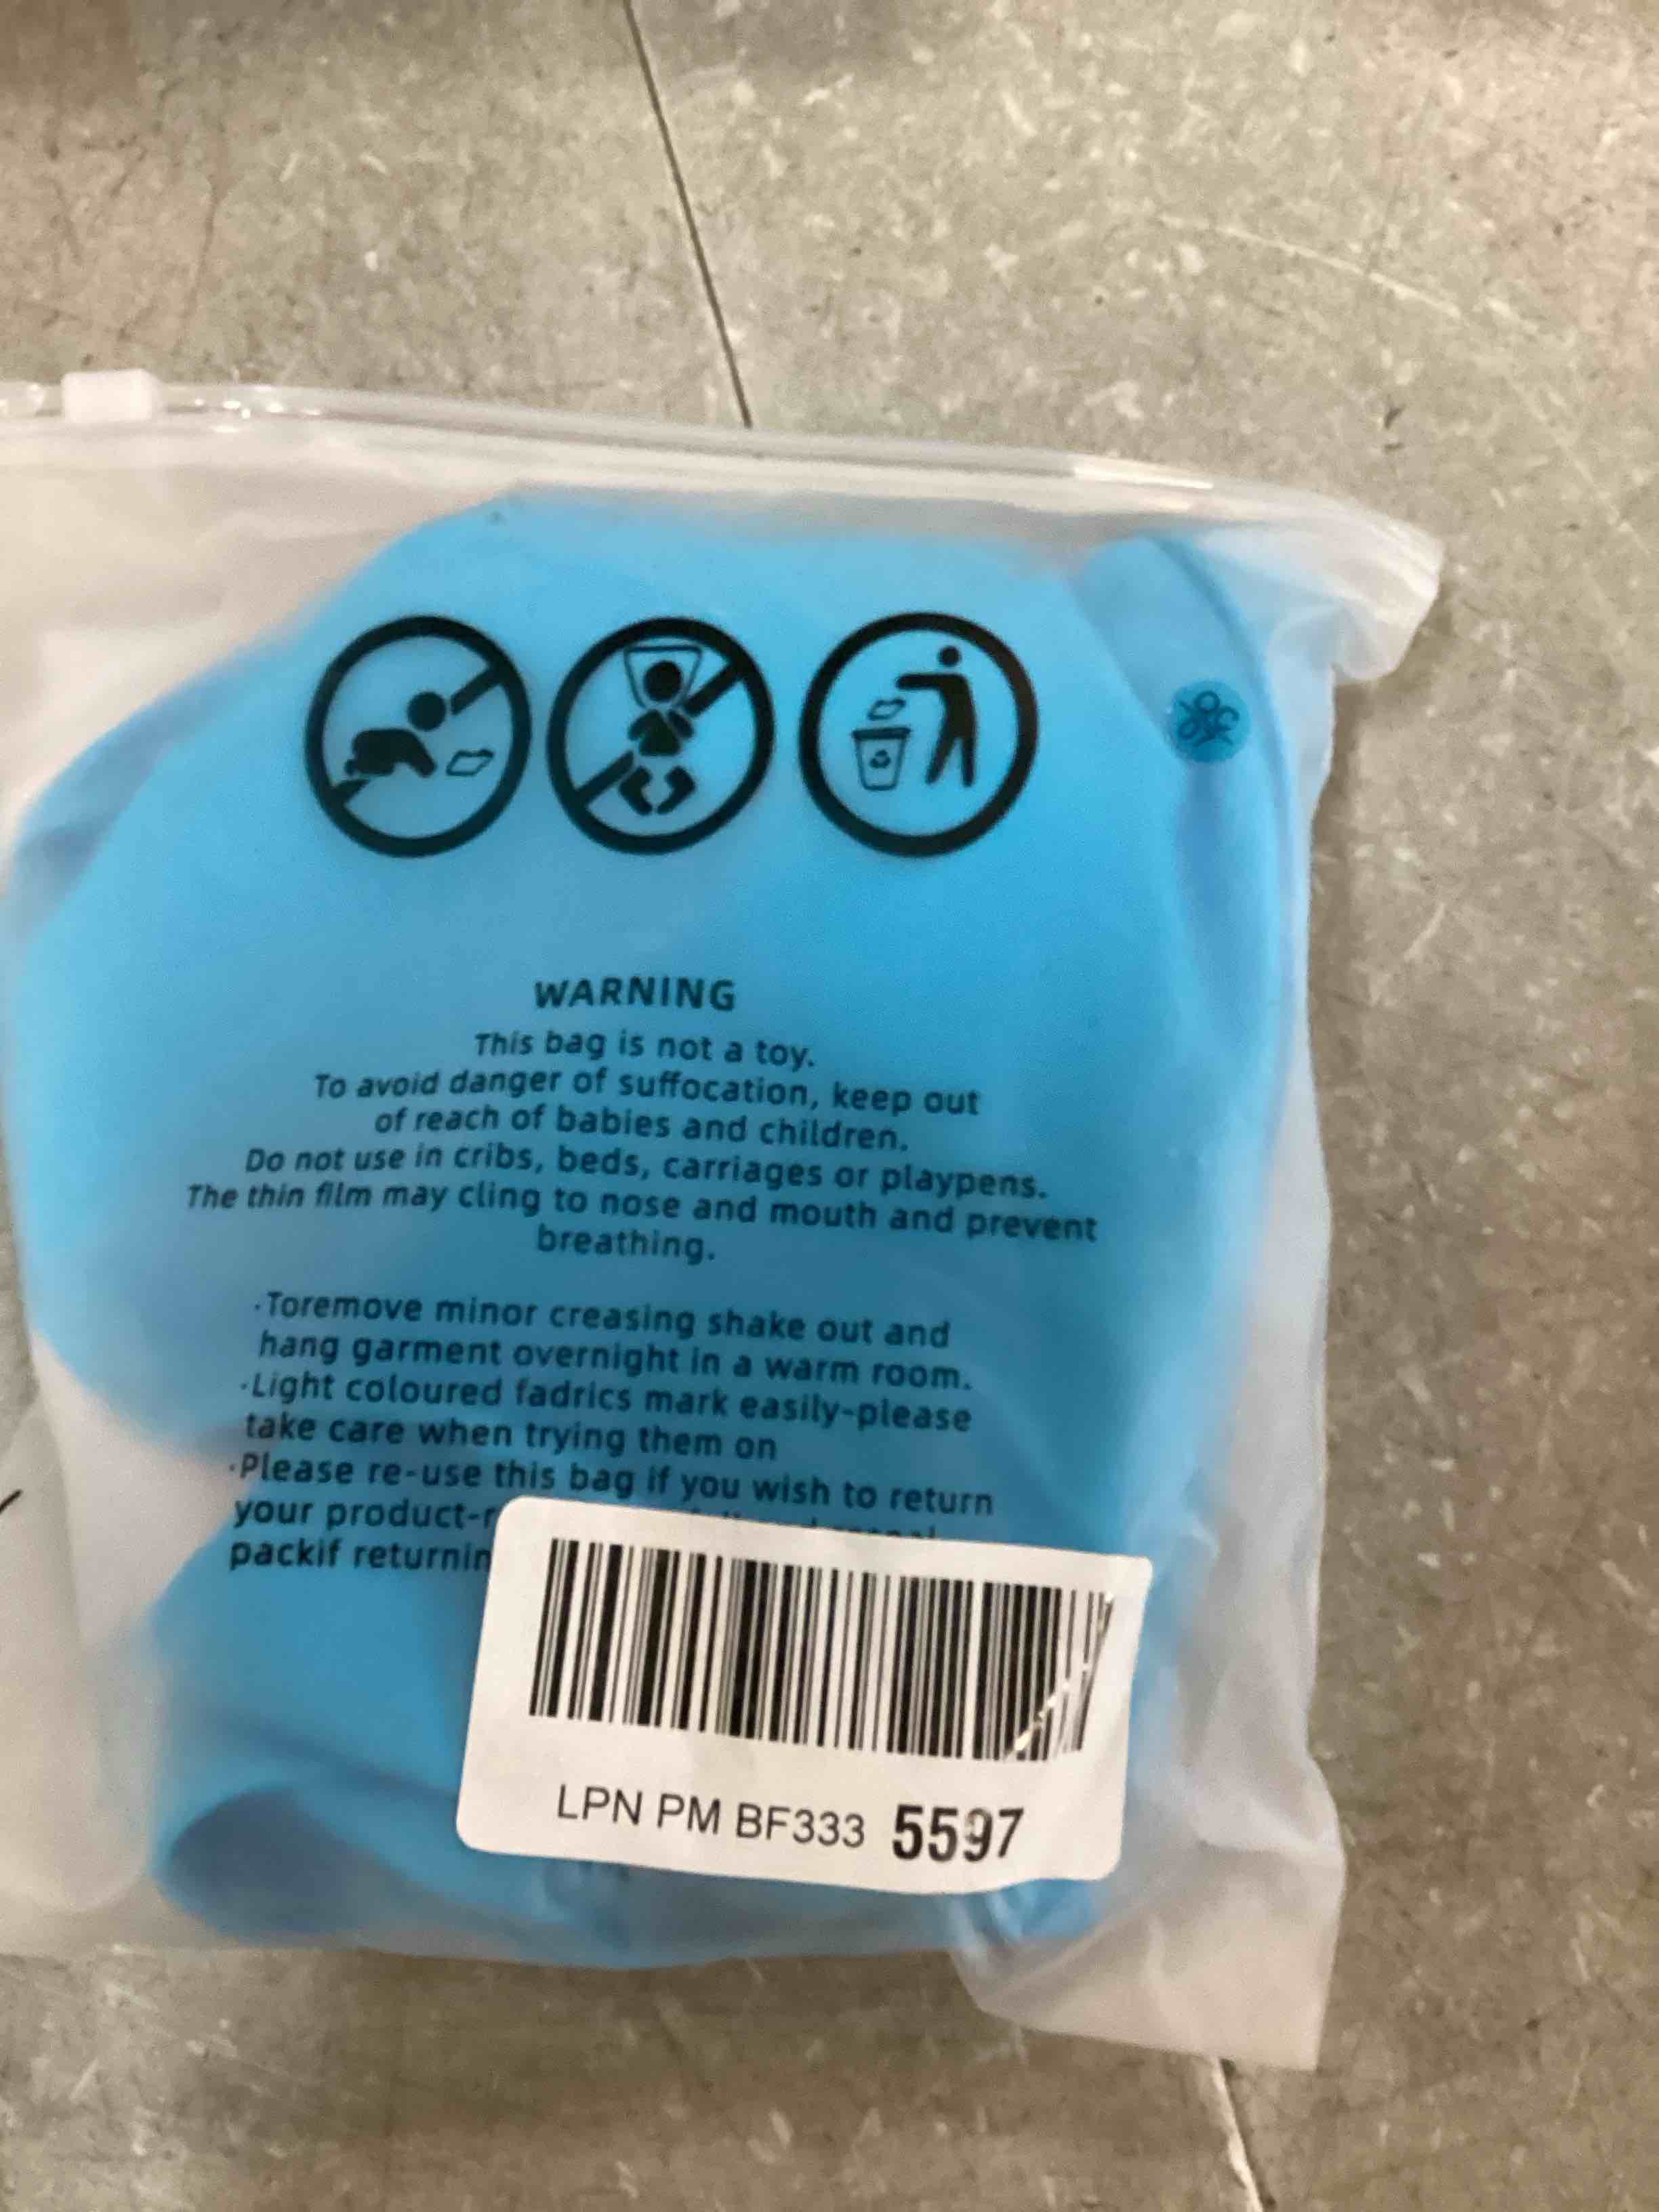 WARNING
This bag is not a toy.
To avoid danger of suffocation, keep out
of reach of babies and children.
Do not use in cribs, beds, carriages or playpens.
The thin film may cling to nose and mouth and prevent
breathing.
·Toremove minor creasing shake out and
hang garment overnight in a warm room.
·Light coloured fadrics mark easily-please
take care when trying them on
·Please re-use this bag if you wish to return
your product-
packif
LPN PM BF333 5597